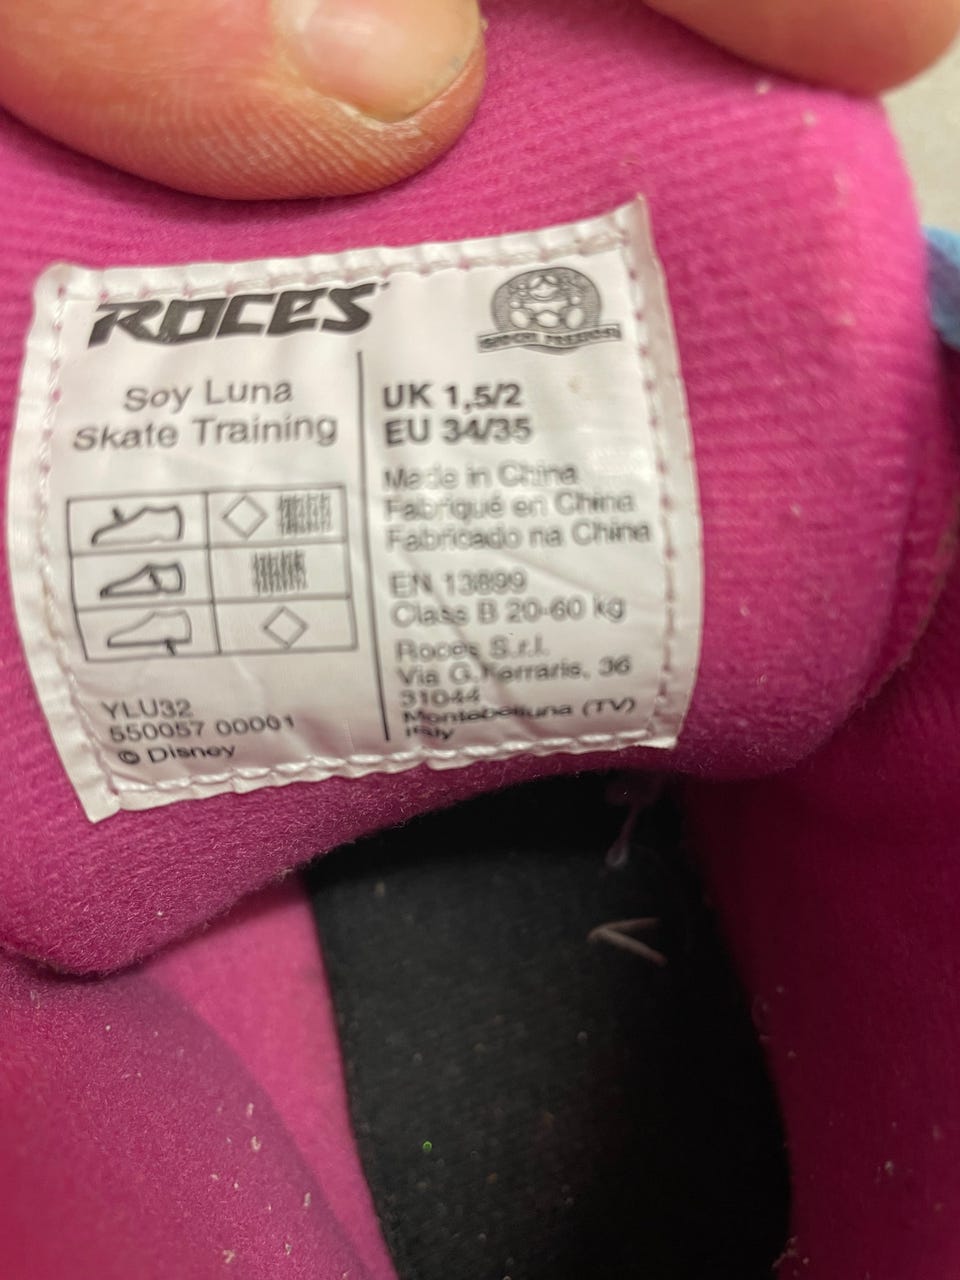 ROCES
Soy Luna
Skate Training
YLU32
550057 00001
© Disney
UK 1,5/2
EU 34/35
Made in China
Fabriqué en China
Fabricado na China
EN 13899
Class B 20-60 kg
Roces S.r.l.
Via G.Ferraris, 36
31044
Montebelluna (TV)
Italy